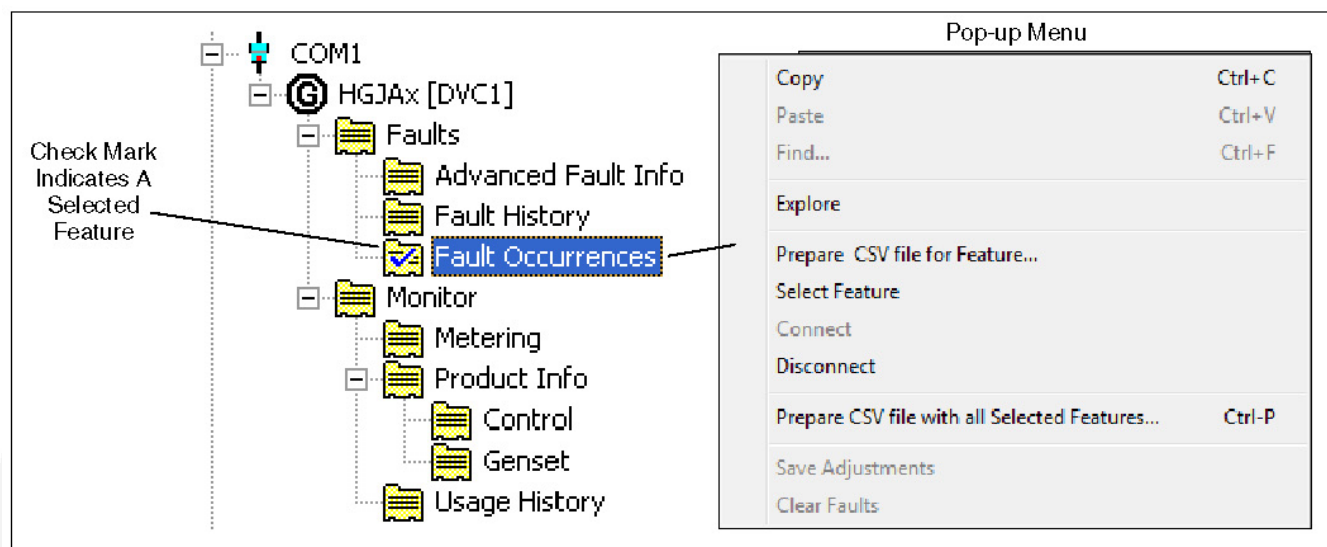 COM1
G HGJAx [DVC1]
Faults
Advanced Fault Info
Fault History
Fault Occurrences
Monitor
Metering
Product Info
Control
Genset
Usage History
Check Mark
Indicates A
Selected
Feature
Pop-up Menu
Copy Ctrl+C
Paste Ctrl+V
Find... Ctrl+F
Explore
Prepare CSV file for Feature...
Select Feature
Connect
Disconnect
Prepare CSV file with all Selected Features... Ctrl-P
Save Adjustments
Clear Faults